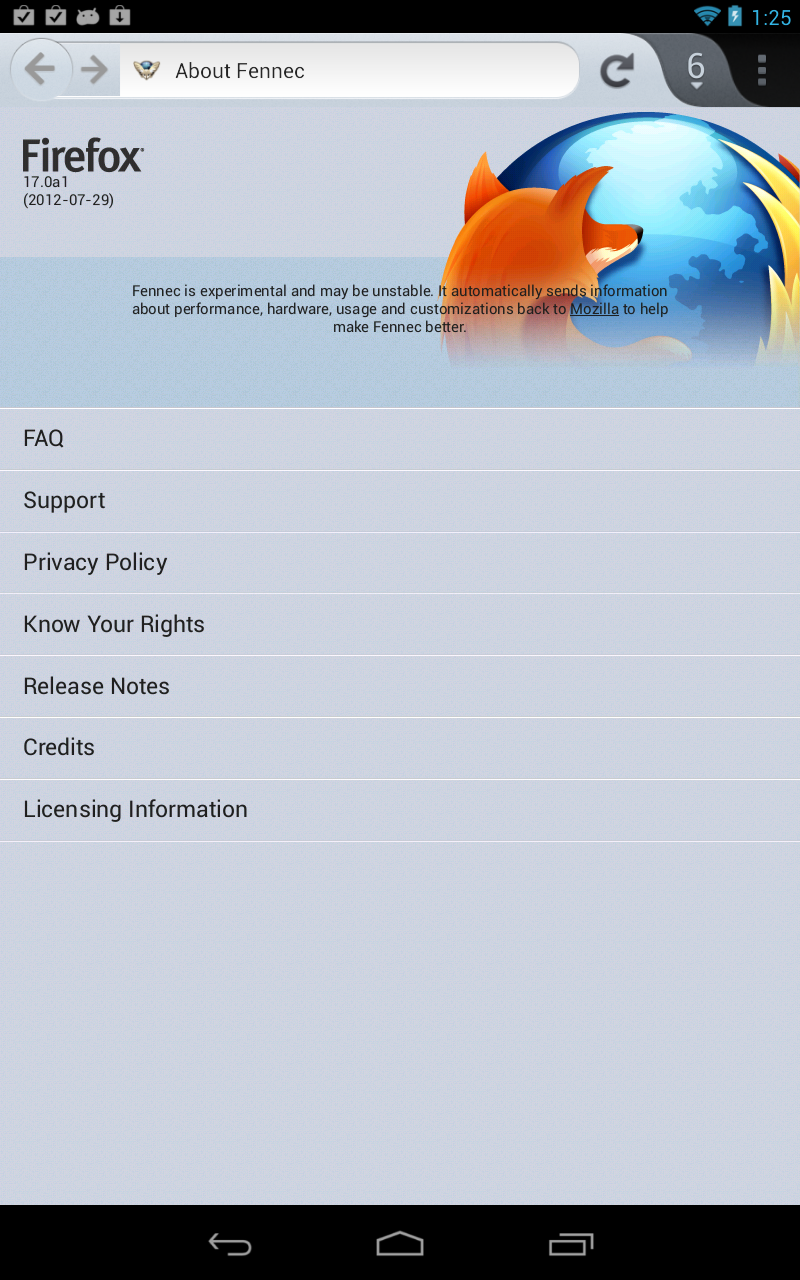 1:25
About Fennec
6
Firefox
17.0a1
(2012-07-29)
Fennec is experimental and may be unstable. It automatically sends information
about performance, hardware, usage and customizations back to Mozilla to help
make Fennec better.
FAQ
Support
Privacy Policy
Know Your Rights
Release Notes
Credits
Licensing Information